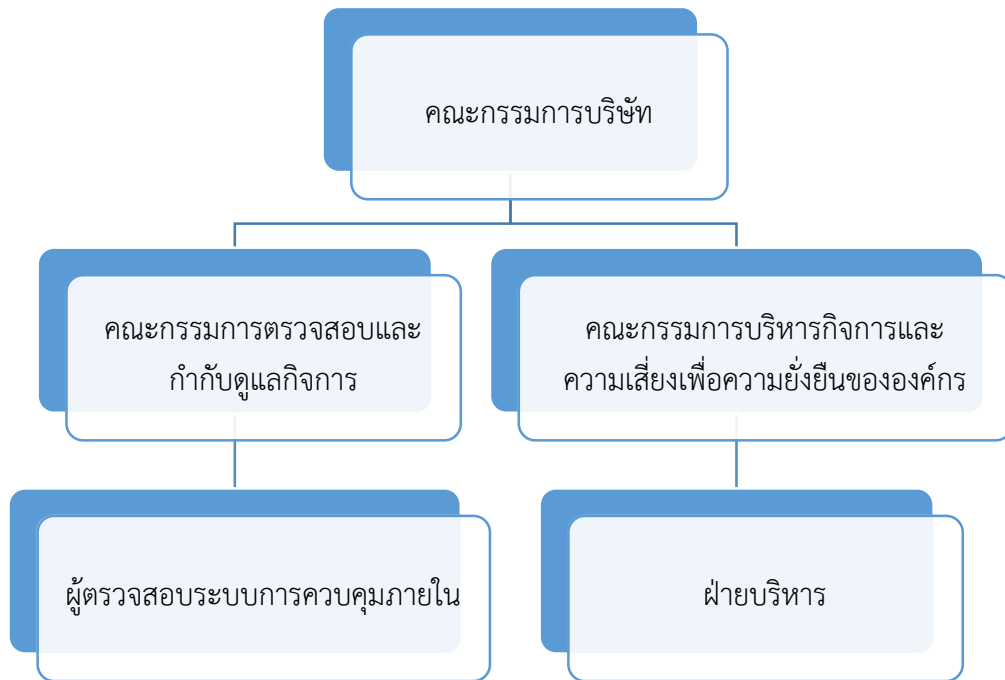 คณะกรรมการบริษัท
คณะกรรมการตรวจสอบและ
กำกับดูแลกิจการ
คณะกรรมการบริหารกิจการและ
ความเสี่ยงเพื่อความยั่งยืนขององค์กร
ผู้ตรวจสอบระบบการควบคุมภายใน
ฝ่ายบริหาร